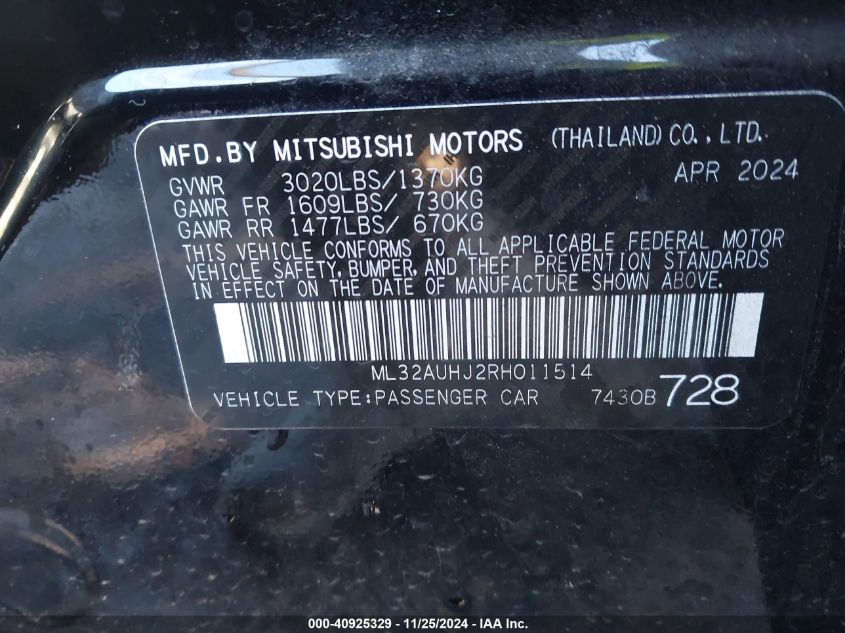 MFD.BY MITSUBISHI MOTORS (THAILAND) CO., LTD.
GVWR 3020LBS/1370KG APR 2024
GAWR FR 1609LBS/ 730KG
GAWR RR 1477LBS/ 670KG
THIS VEHICLE CONFORMS TO ALL APPLICABLE FEDERAL MOTOR
VEHICLE SAFETY, BUMPER, AND THEFT PREVENTION STANDARDS
IN EFFECT ON THE DATE OF MANUFACTURE SHOWN ABOVE.
ML32AUHJ2RH011514
VEHICLE TYPE:PASSENGER CAR 7430B 728
000-40925329 - 11/25/2024 - IAA Inc.